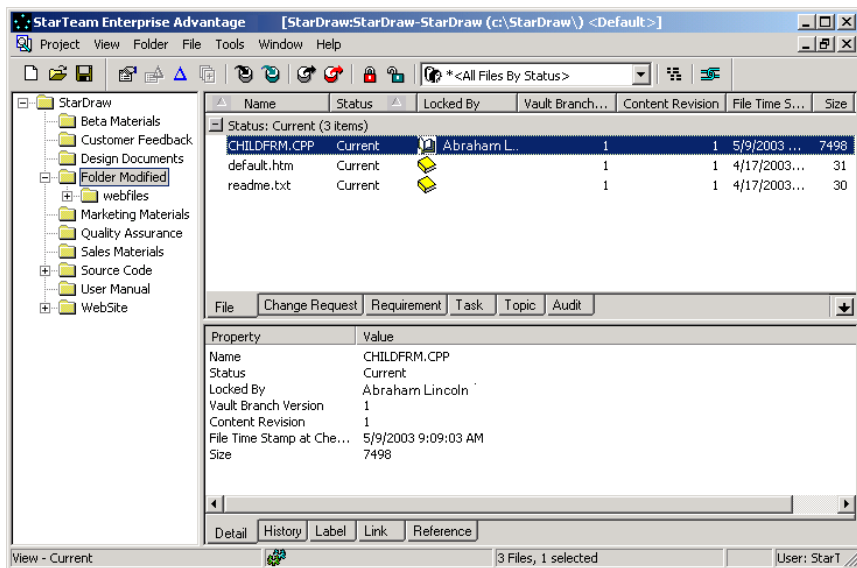 StarTeam Enterprise Advantage [StarDraw:StarDraw-StarDraw (c:\StarDraw\) <Default>]
Project View Folder File Tools Window Help
*<All Files By Status>
StarDraw
Beta Materials
Customer Feedback
Design Documents
Folder Modified
webfiles
Marketing Materials
Quality Assurance
Sales Materials
Source Code
User Manual
WebSite
Name Status Locked By Vault Branch... Content Revision File Time S... Size
Status: Current (3 items)
CHILDFRM.CPP Current Abraham L.. 1 1 5/9/2003 ... 7498
default.htm Current 1 1 4/17/2003... 31
readme.txt Current 1 1 4/17/2003... 30
File Change Request Requirement Task Topic Audit
Property Value
Name CHILDFRM.CPP
Status Current
Locked By Abraham Lincoln
Vault Branch Version 1
Content Revision 1
File Time Stamp at Che... 5/9/2003 9:09:03 AM
Size 7498
Detail History Label Link Reference
View - Current 3 Files, 1 selected User: StarT